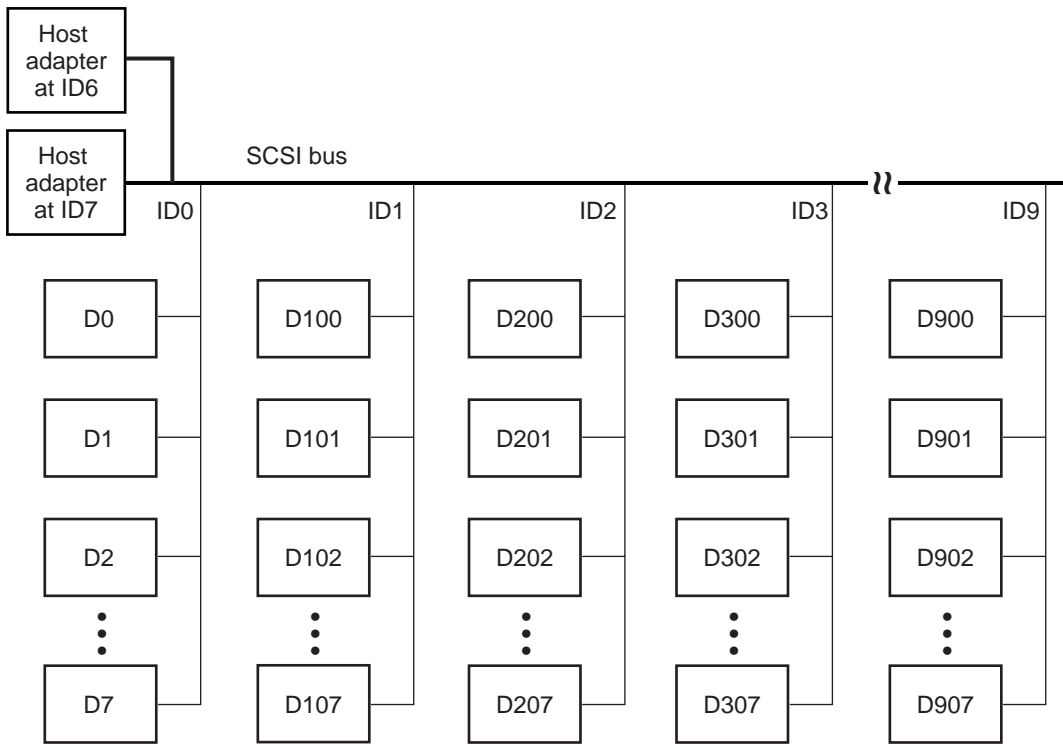 Host
adapter
at ID6
Host
adapter
at ID7
SCSI bus
ID0
ID1
ID2
ID3
ID9
D0
D100
D200
D300
D900
D1
D101
D201
D301
D901
D2
D102
D202
D302
D902
D7
D107
D207
D307
D907